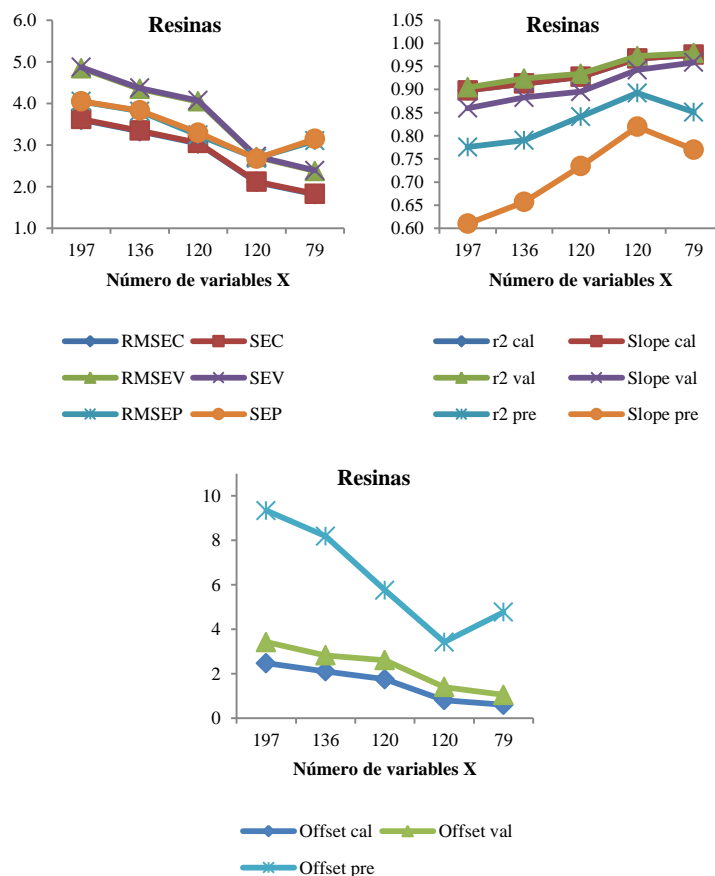 Resinas
6.0
5.0
4.0
3.0
2.0
1.0
197 136 120 120 79
Número de variables X
RMSEC SEC
RMSEV SEV
RMSEP SEP
Resinas
1.05
1.00
0.95
0.90
0.85
0.80
0.75
0.70
0.65
0.60
197 136 120 120 79
Número de variables X
r2 cal Slope cal
r2 val Slope val
r2 pre Slope pre
Resinas
10
8
6
4
2
0
197 136 120 120 79
Número de variables X
Offset cal Offset val
Offset pre